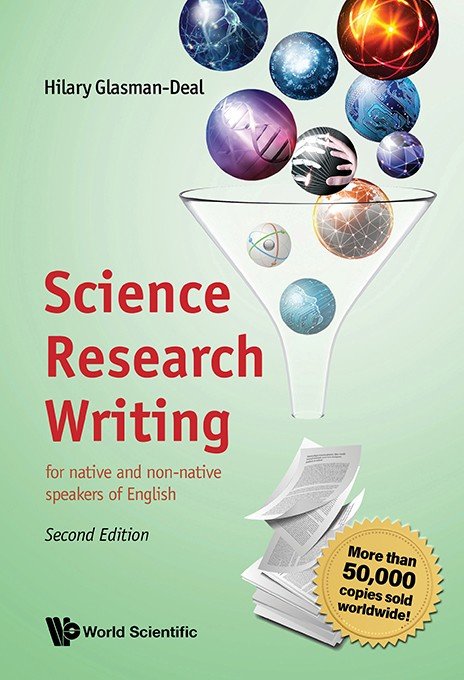 Hilary Glasman-Deal
Science
Research
Writing
for native and non-native
speakers of English
Second Edition
More than
50,000
copies sold
worldwide!
World Scientific